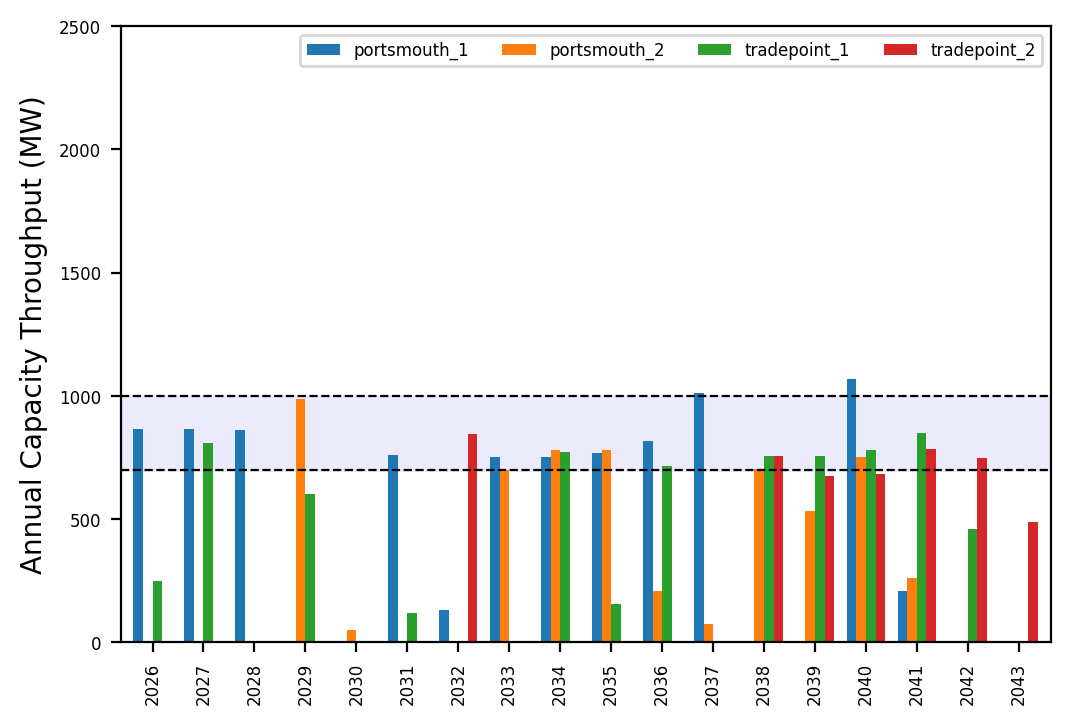 Annual Capacity Throughput (MW)
2500
2000
1500
1000
500
0
portsmouth_1 portsmouth_2 tradepoint_1 tradepoint_2
2026 2027 2028 2029 2030 2031 2032 2033 2034 2035 2036 2037 2038 2039 2040 2041 2042 2043